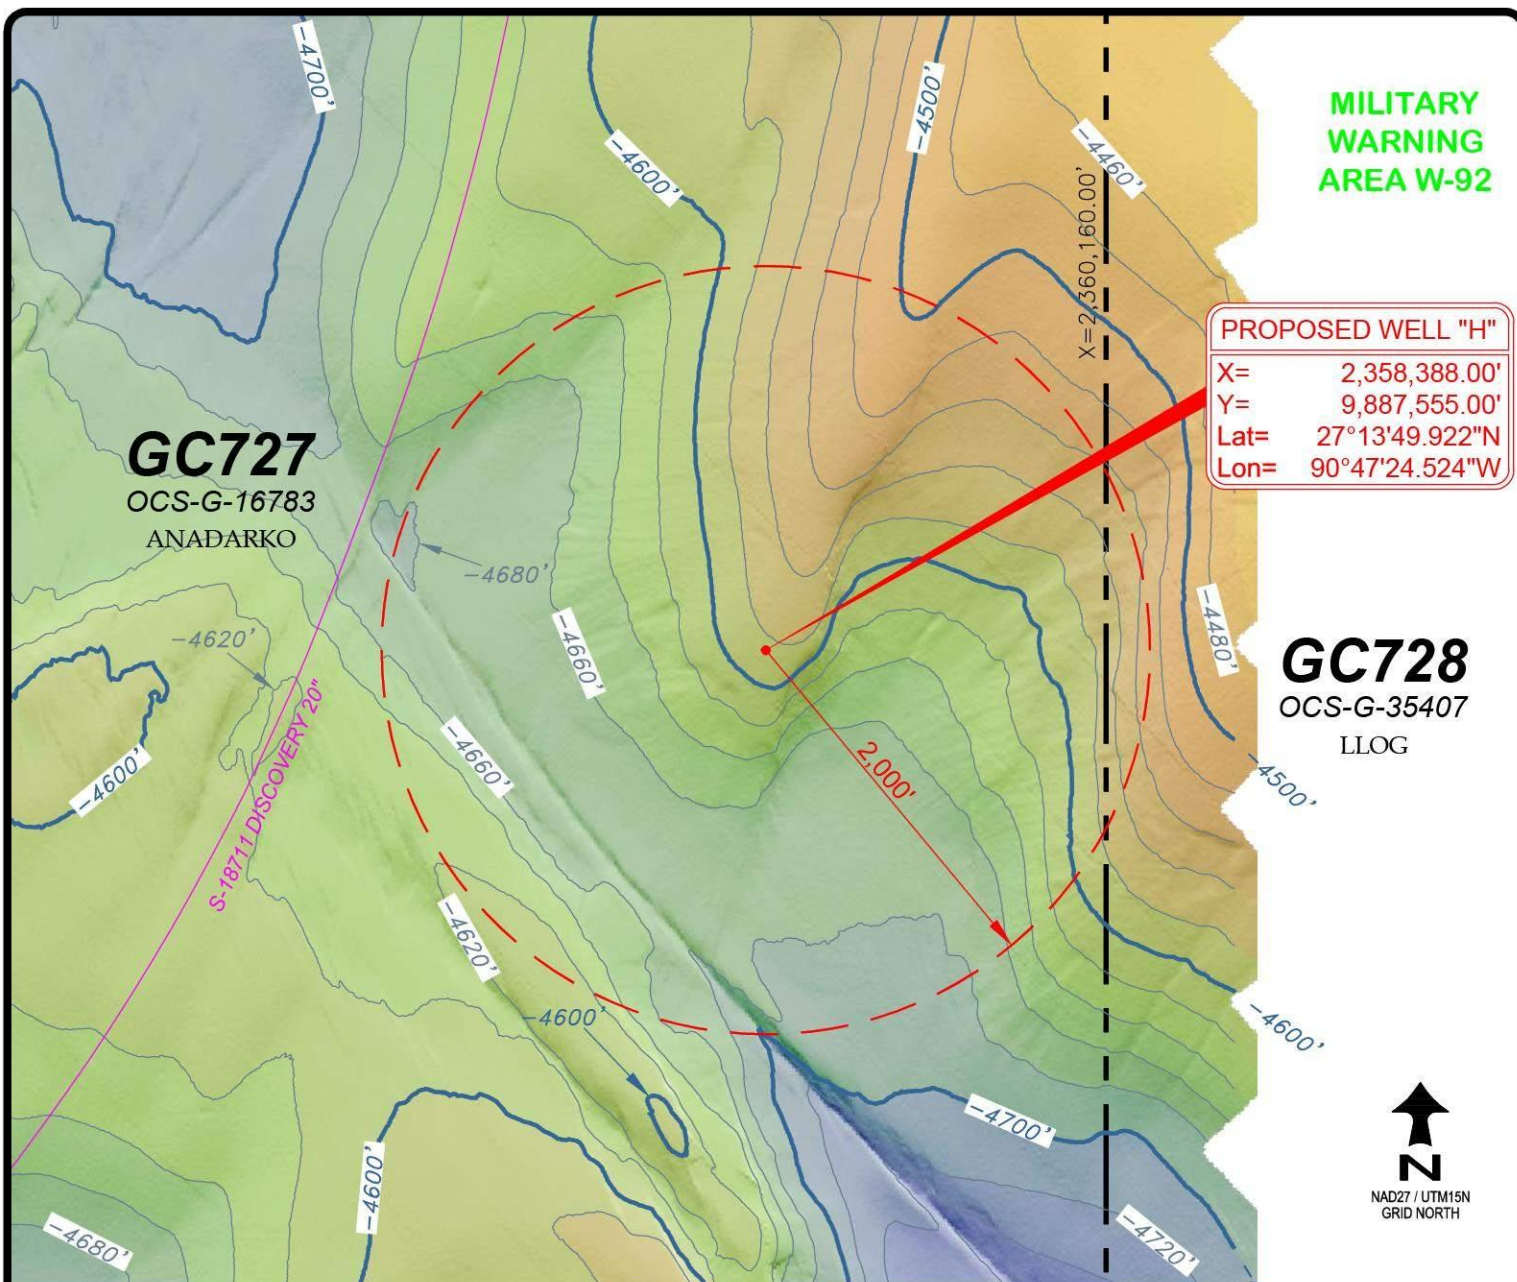 -4700'
-4600'
-4500'
-4460'
X=2,360,160.00'
MILITARY
WARNING
AREA W-92
PROPOSED WELL "H"
X= 2,358,388.00'
Y= 9,887,555.00'
Lat= 27°13'49.922"N
Lon= 90°47'24.524"W
GC727
OCS-G-16783
ANADARKO
-4680'
-4620'
-4660'
-4480'
GC728
OCS-G-35407
LLOG
-4600'
S-18711 DISCOVERY 20"
-4660'
2,000'
-4500'
-4620'
-4600'
-4600'
-4700'
-4600'
-4680'
-4720'
N
NAD27 / UTM15N
GRID NORTH